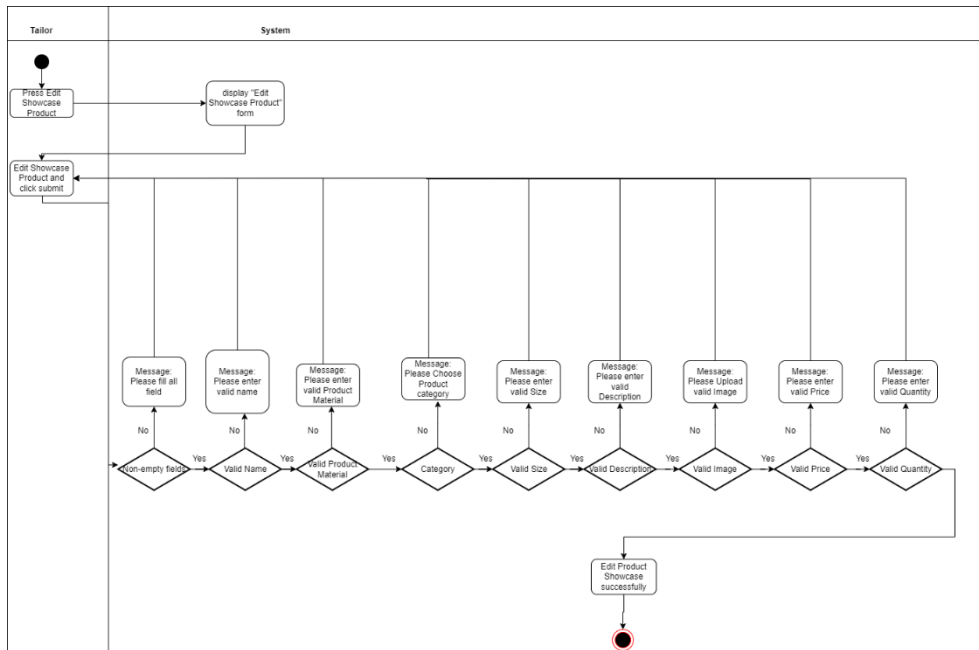 Tailor
System
Press Edit
Showcase
Product
display "Edit
Showcase Product"
form
Edit Showcase
Product and
click submit
Message:
Please fill all
field
Message:
Please enter
valid name
Message:
Please enter
valid Product
Material
Message:
Please Choose
Product
category
Message:
Please enter
valid Size
Message:
Please enter
valid
Description
Message:
Please Upload
valid Image
Message:
Please enter
valid Price
Message:
Please enter
valid Quantity
No
No
No
No
No
No
No
No
No
Non-empty fields
Yes
Valid Name
Yes
Valid Product
Material
Yes
Category
Yes
Valid Size
Yes
Valid Description
Yes
Valid Image
Yes
Valid Price
Yes
Valid Quantity
Edit Product
Showcase
successfully